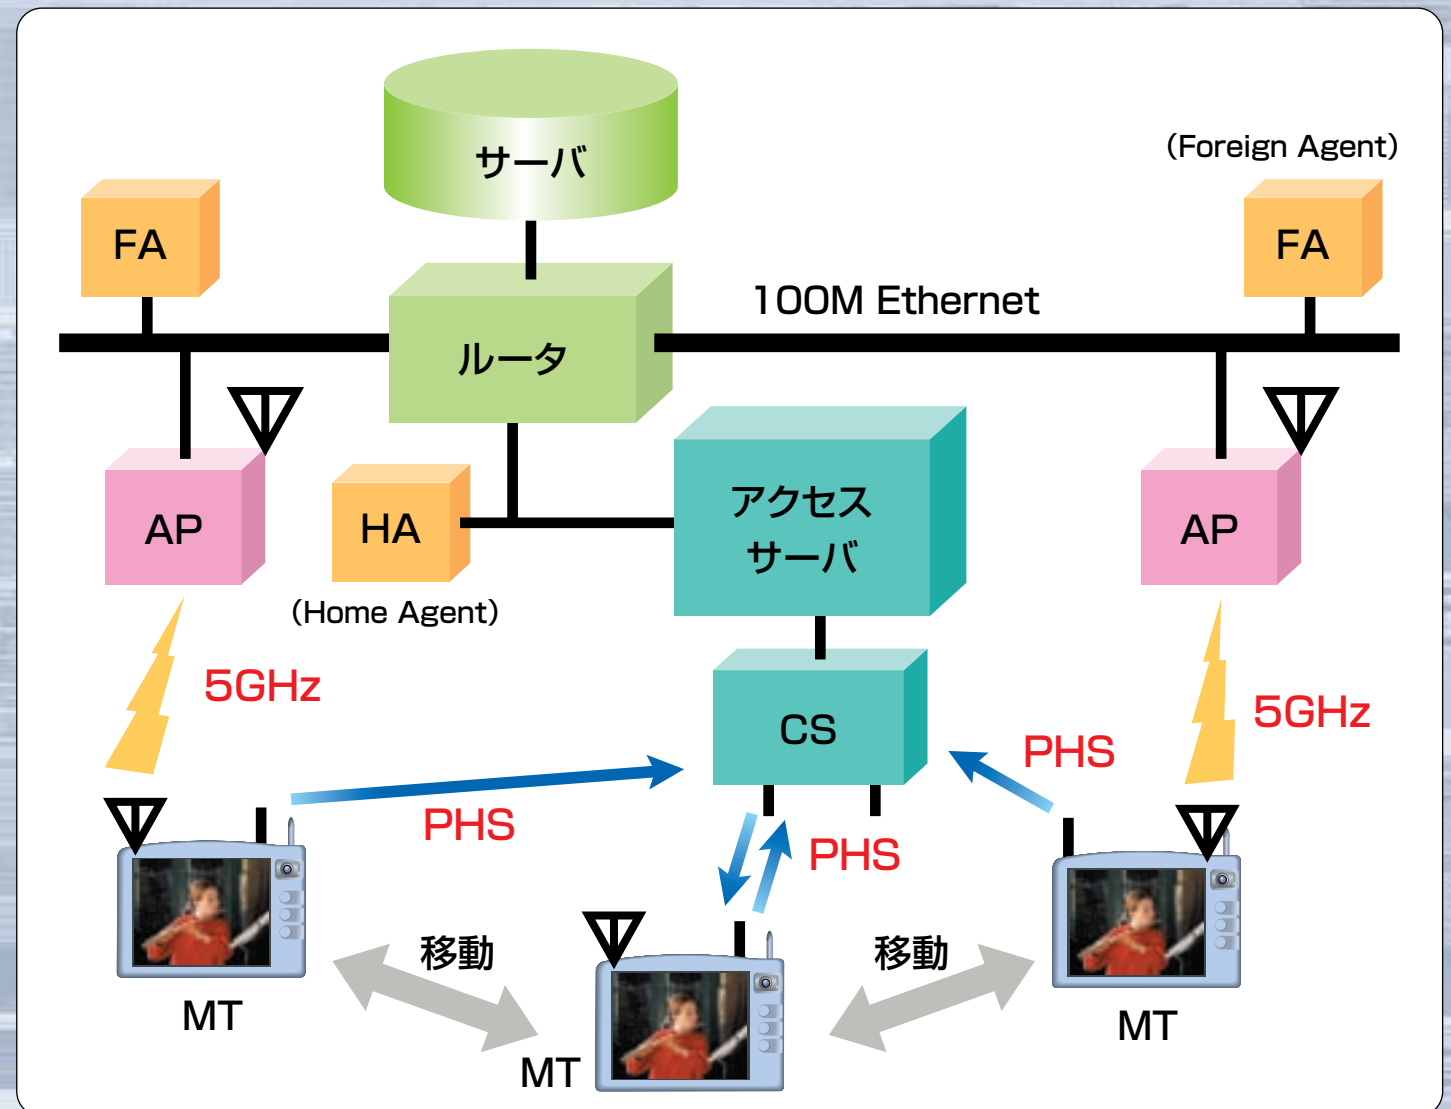 サーバ
(Foreign Agent)
FA
FA
100M Ethernet
ルータ
アクセス
サーバ
AP
HA
AP
(Home Agent)
5GHz
5GHz
CS
PHS
PHS
PHS
移動
移動
MT
MT
MT